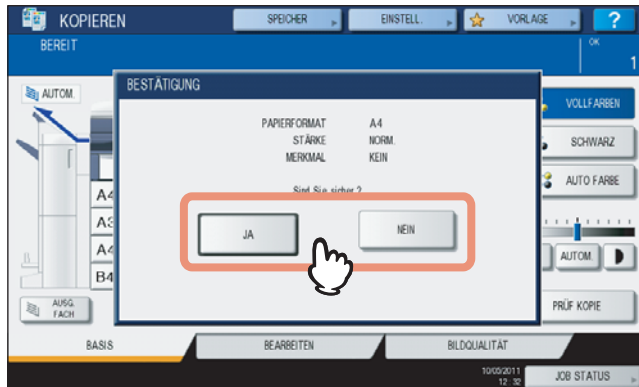 KOPIEREN
SPEICHER
EINSTELL.
VORLAGE
?
BEREIT
OK
1
AUTOM.
BESTÄTIGUNG
PAPIERFORMAT A4
STÄRKE NORM.
MERKMAL KEIN
Sind Sie sicher ?
JA
NEIN
A4
A3
A4
B4
VOLLFARBEN
SCHWARZ
AUTO FARBE
AUTOM.
PRÜF KOPIE
AUSG.
FACH
BASIS
BEARBEITEN
BILDQUALITÄT
10/05/2011
12:32
JOB STATUS